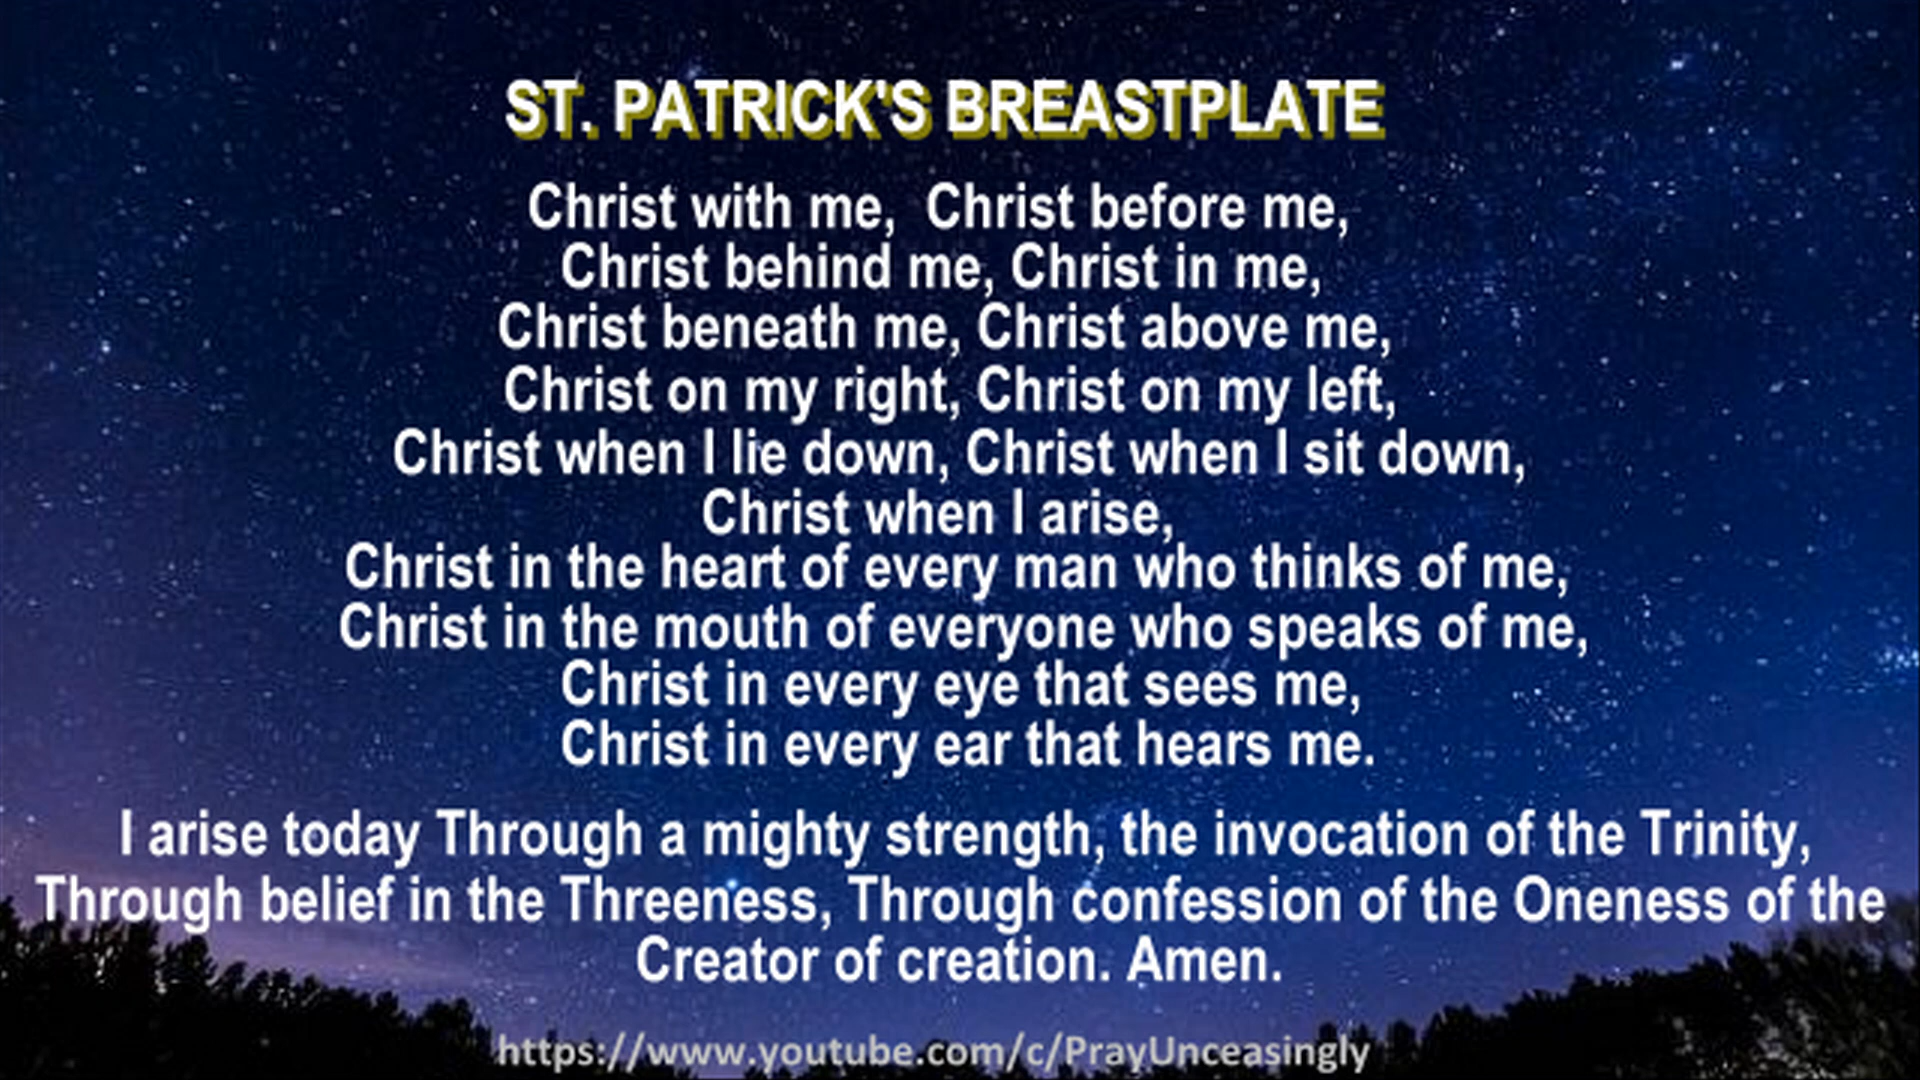 ST. PATRICK'S BREASTPLATE
Christ with me,  Christ before me,
Christ behind me, Christ in me,
Christ beneath me, Christ above me,
Christ on my right, Christ on my left,
Christ when I lie down, Christ when I sit down,
Christ when I arise,
Christ in the heart of every man who thinks of me,
Christ in the mouth of everyone who speaks of me,
Christ in every eye that sees me,
Christ in every ear that hears me.
I arise today Through a mighty strength, the invocation of the Trinity,
Through belief in the Threeness, Through confession of the Oneness of the
Creator of creation. Amen.
https://www.youtube.com/c/PrayUnceasingly